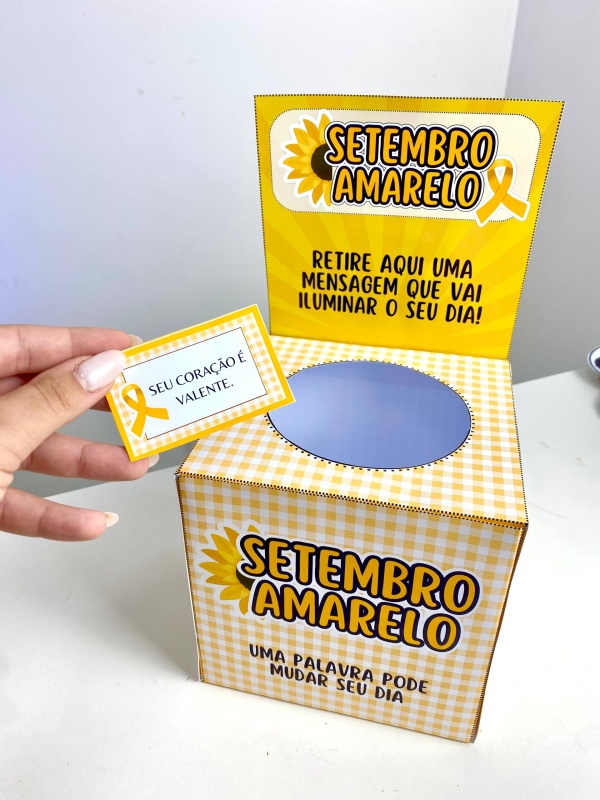 SETEMBRO
AMARELO
RETIRE AQUI UMA
MENSAGEM QUE VAI
ILUMINAR O SEU DIA!
SEU CORAÇÃO É
VALENTE.
SETEMBRO
AMARELO
UMA PALAVRA PODE
MUDAR SEU DIA